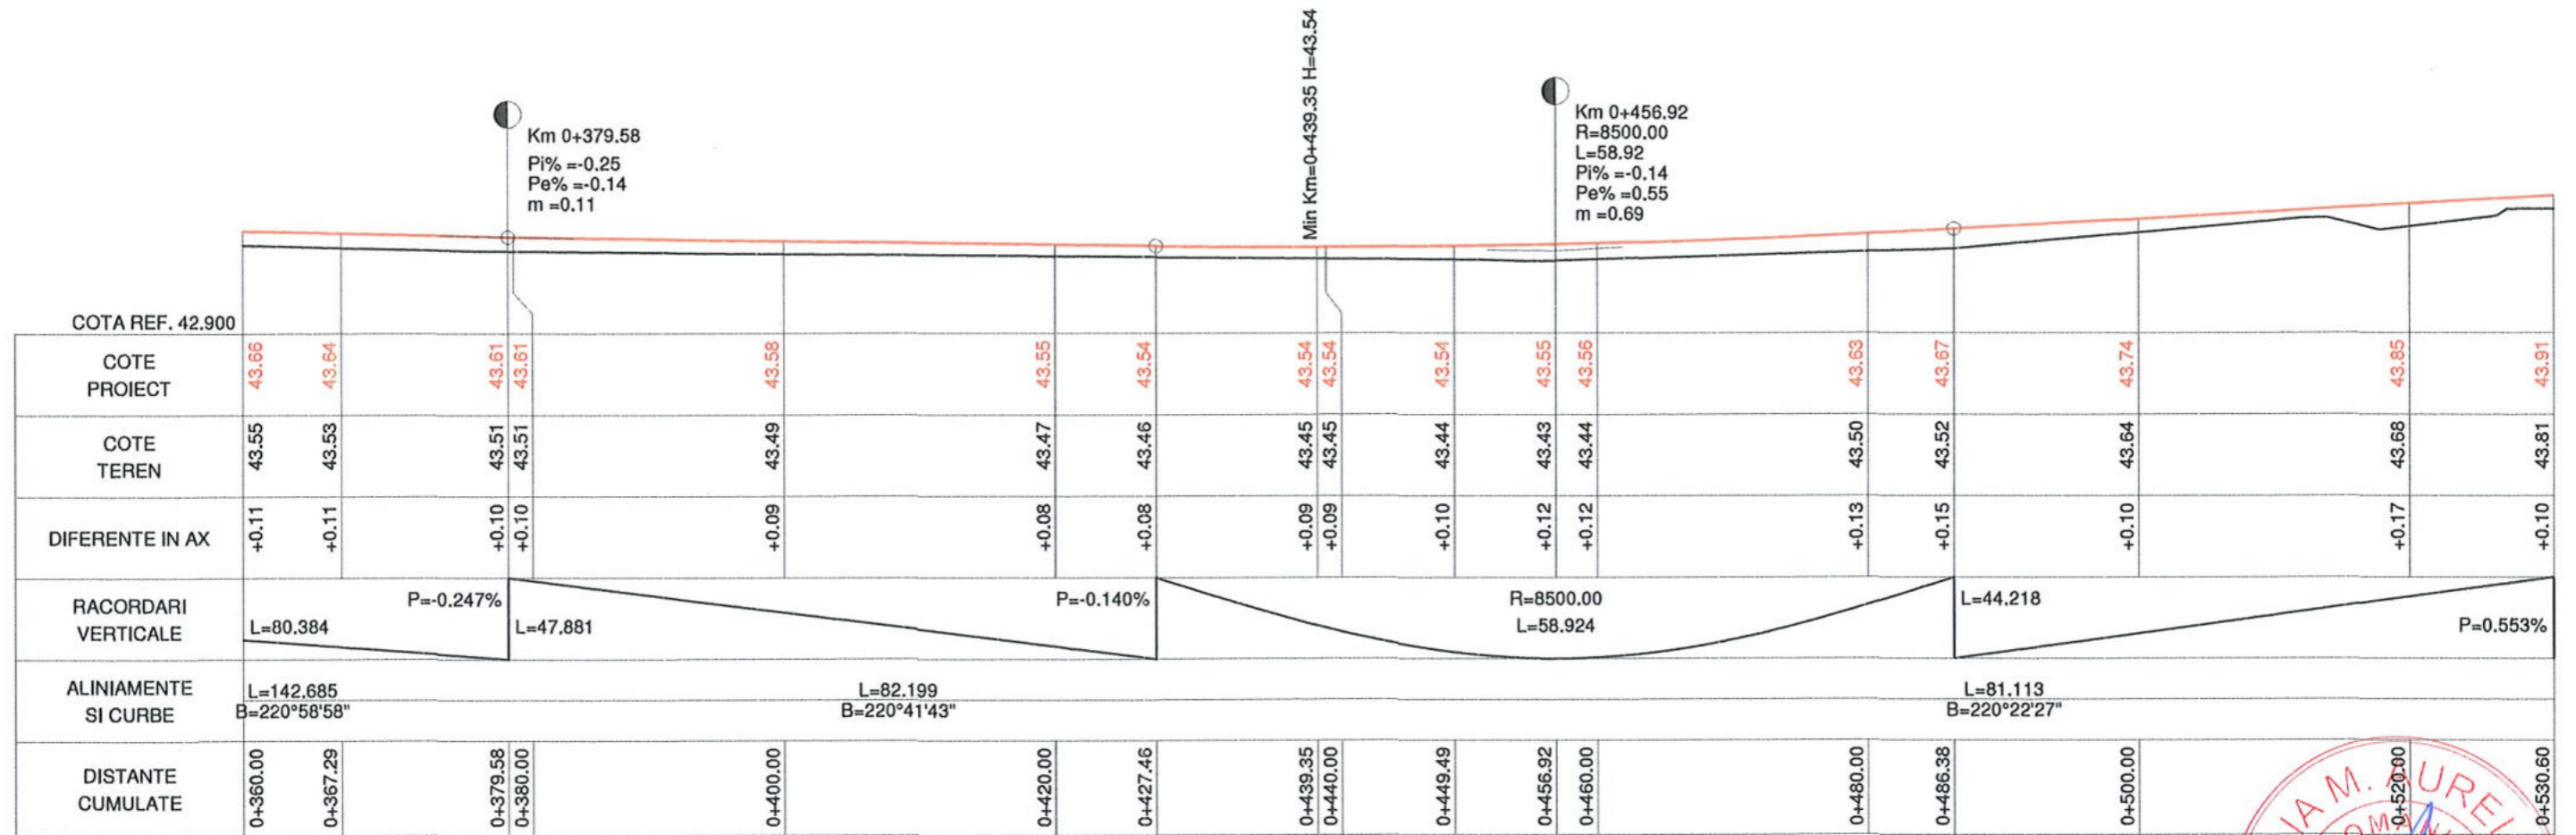 Min Km=0+439.35 H=43.54
Km 0+379.58
Pi% =-0.25
Pe% =-0.14
m =0.11
Km 0+456.92
R=8500.00
L=58.92
Pi% =-0.14
Pe% =0.55
m =0.69
COTA REF. 42.900
COTE
PROIECT
43.66 43.64 43.61 43.61 43.58 43.55 43.54 43.54 43.54 43.54 43.55 43.56 43.63 43.67 43.74 43.85 43.91
COTE
TEREN
43.55 43.53 43.51 43.51 43.49 43.47 43.46 43.45 43.45 43.44 43.43 43.44 43.50 43.52 43.64 43.68 43.81
DIFERENTE IN AX
+0.11 +0.11 +0.10 +0.10 +0.09 +0.08 +0.08 +0.09 +0.09 +0.10 +0.12 +0.12 +0.13 +0.15 +0.10 +0.17 +0.10
RACORDARI
VERTICALE
P=-0.247% P=-0.140% R=8500.00 L=44.218
L=80.384 L=47.881 L=58.924 P=0.553%
ALINIAMENTE
SI CURBE
L=142.685 L=82.199 L=81.113
B=220°58'58" B=220°41'43" B=220°22'27"
DISTANTE
CUMULATE
0+360.00 0+367.29 0+379.58 0+380.00 0+400.00 0+420.00 0+427.46 0+439.35 0+440.00 0+449.49 0+456.92 0+460.00 0+480.00 0+486.38 0+500.00 0+520.00 0+530.60
M. AUREL